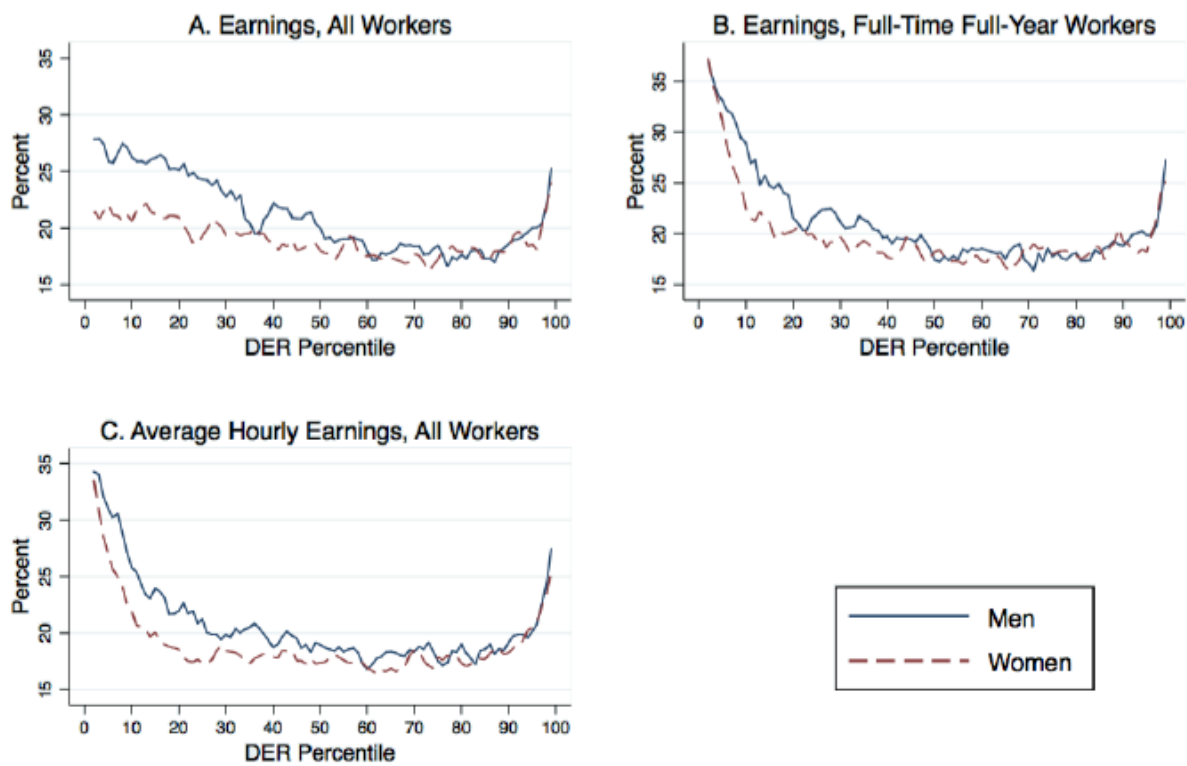 A. Earnings, All Workers
Percent
35
30
25
20
15
0 10 20 30 40 50 60 70 80 90 100
DER Percentile
B. Earnings, Full-Time Full-Year Workers
Percent
35
30
25
20
15
0 10 20 30 40 50 60 70 80 90 100
DER Percentile
C. Average Hourly Earnings, All Workers
Percent
35
30
25
20
15
0 10 20 30 40 50 60 70 80 90 100
DER Percentile
Men
Women